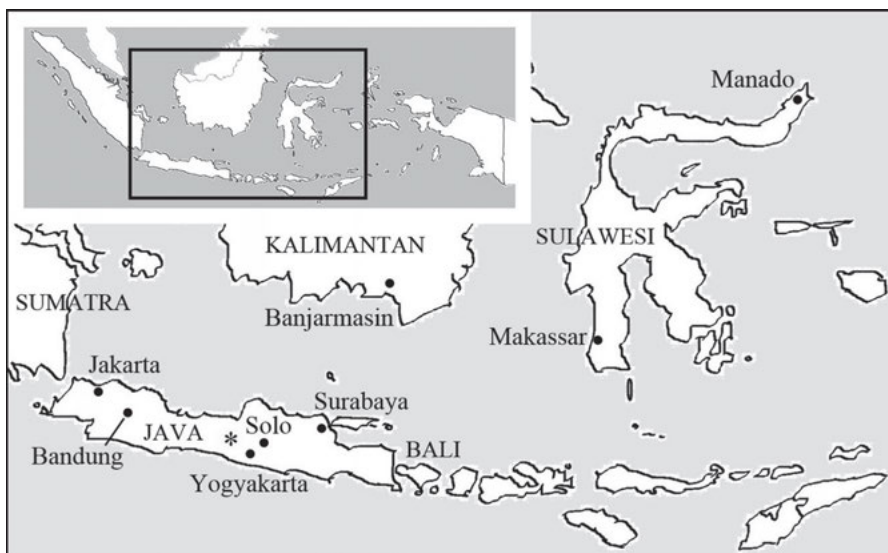 Manado
KALIMANTAN
SULAWESI
SUMATRA
Banjarmasin
Makassar
Jakarta
Surabaya
JAVA * Solo
Bandung
BALI
Yogyakarta